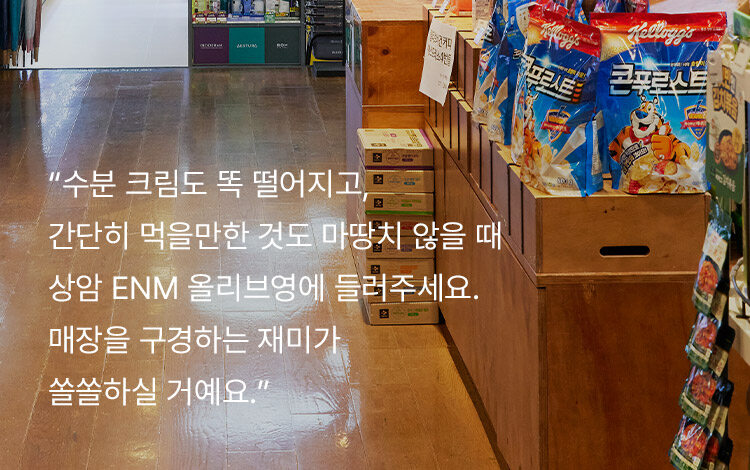 Kellogg's
Kellogg's
콘푸로스트
콘푸로스트
“수분 크림도 똑 떨어지고,
간단히 먹을만한 것도 마땅치 않을 때
상암 ENM 올리브영에 들러주세요.
매장을 구경하는 재미가
쏠쏠하실 거예요.”